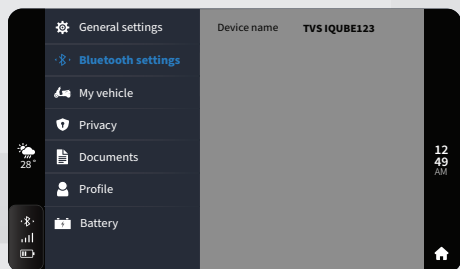 General settings
Device name TVS IQUBE123
Bluetooth settings
My vehicle
Privacy
Documents
Profile
Battery
28°
12
49
AM